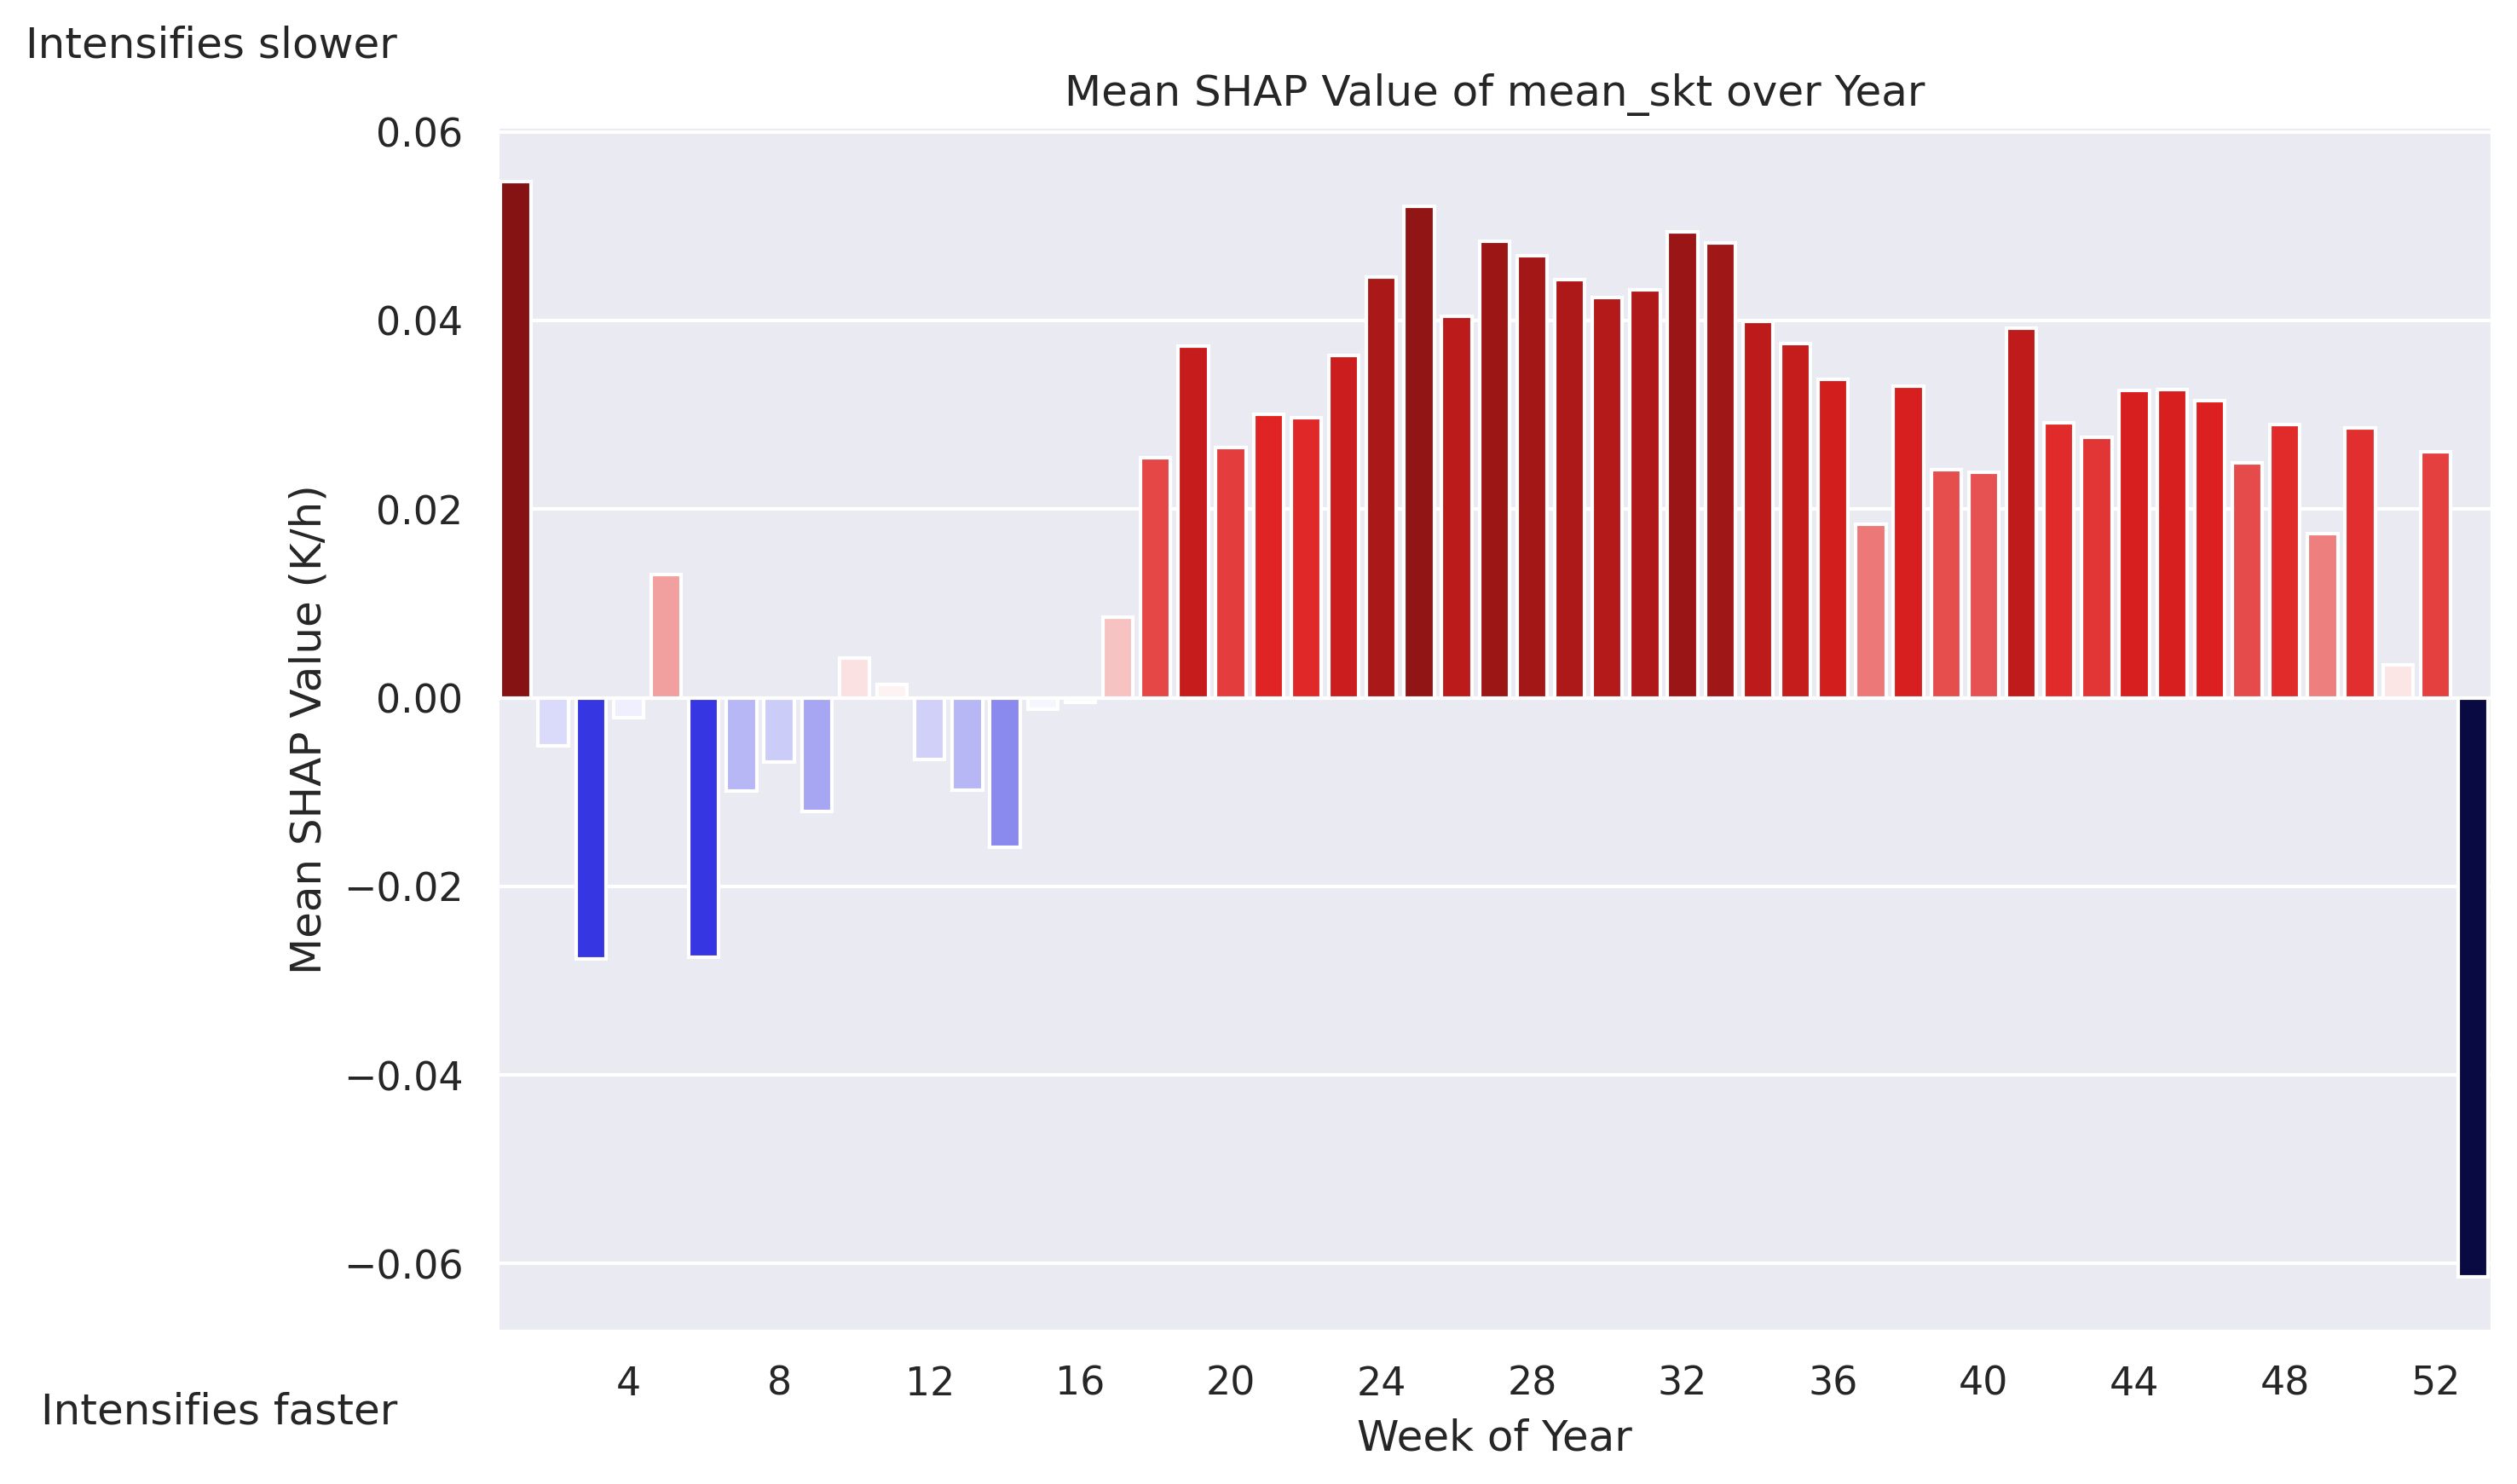 Intensifies slower
Mean SHAP Value of mean_skt over Year
0.06
0.04
0.02
0.00
−0.02
−0.04
−0.06
Mean SHAP Value (K/h)
4 8 12 16 20 24 28 32 36 40 44 48 52
Intensifies faster
Week of Year